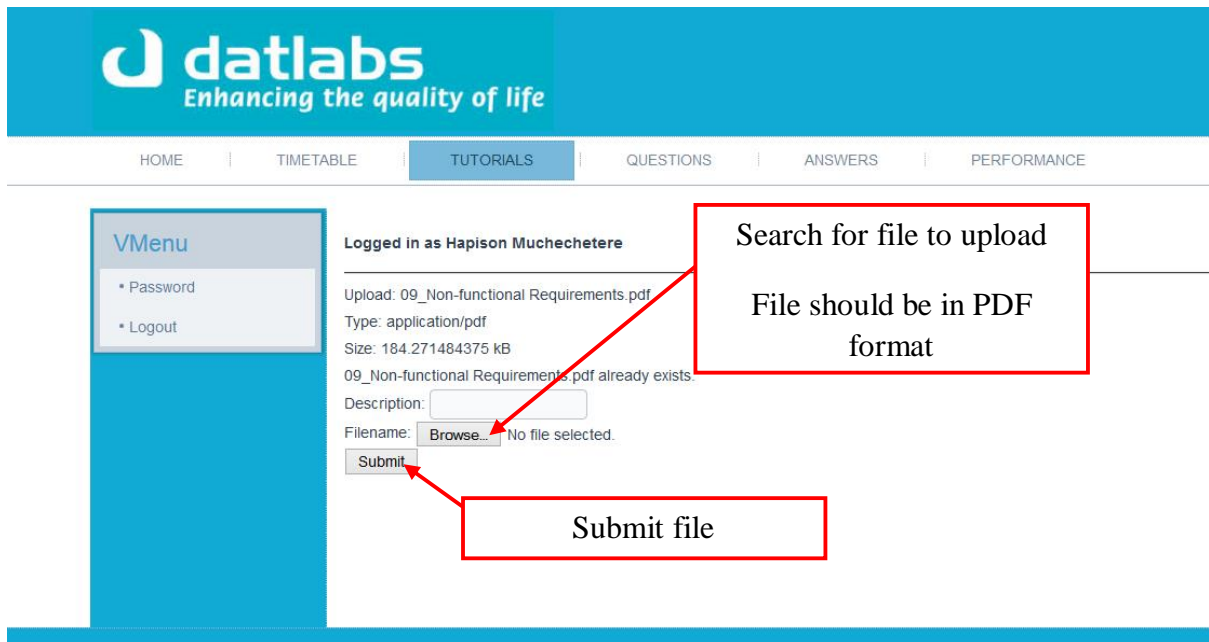 datlabs
Enhancing the quality of life
HOME TIMETABLE TUTORIALS QUESTIONS ANSWERS PERFORMANCE
VMenu
• Password
• Logout
Logged in as Hapison Muchechetere
Upload: 09_Non-functional Requirements.pdf
Type: application/pdf
Size: 184.271484375 kB
09_Non-functional Requirements.pdf already exists.
Description:
Filename: Browse... No file selected.
Submit
Search for file to upload
File should be in PDF
format
Submit file